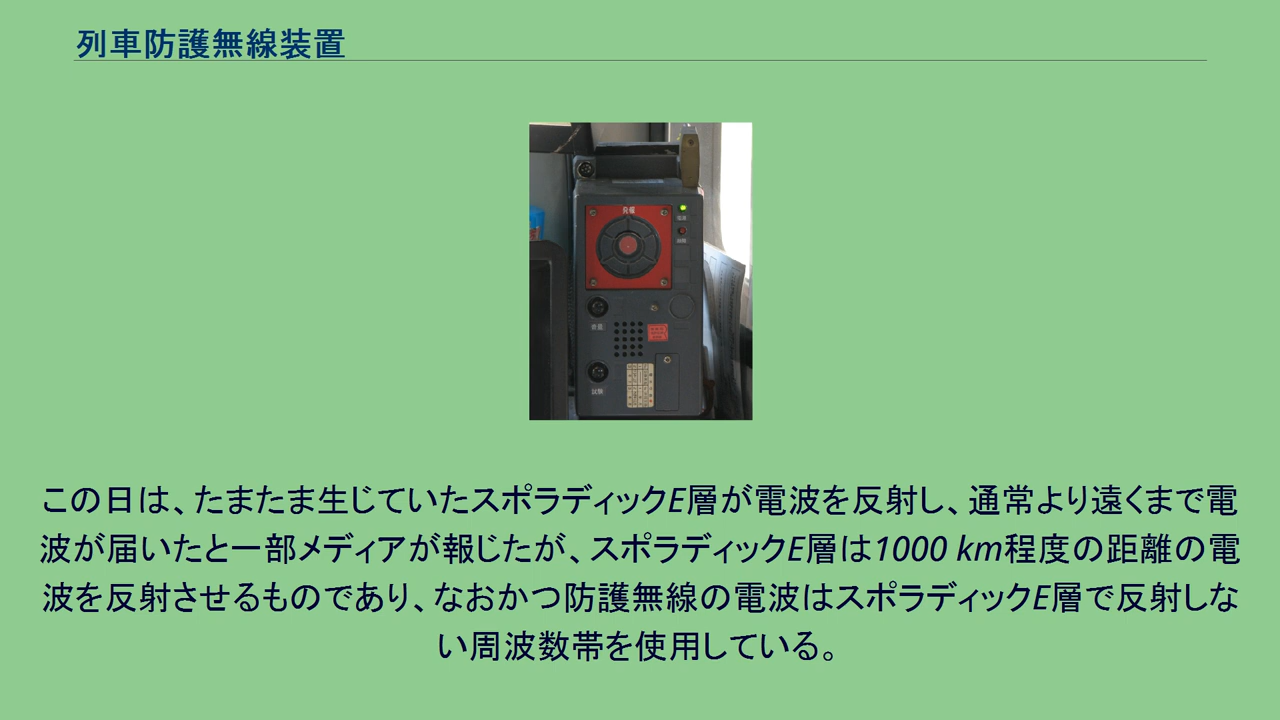 列車防護無線装置
発報
電源
試験
この日は、たまたま生じていたスポラディックE層が電波を反射し、通常より遠くまで電
波が届いたと一部メディアが報じたが、スポラディックE層は1000 km程度の距離の電
波を反射させるものであり、なおかつ防護無線の電波はスポラディックE層で反射しな
い周波数帯を使用している。